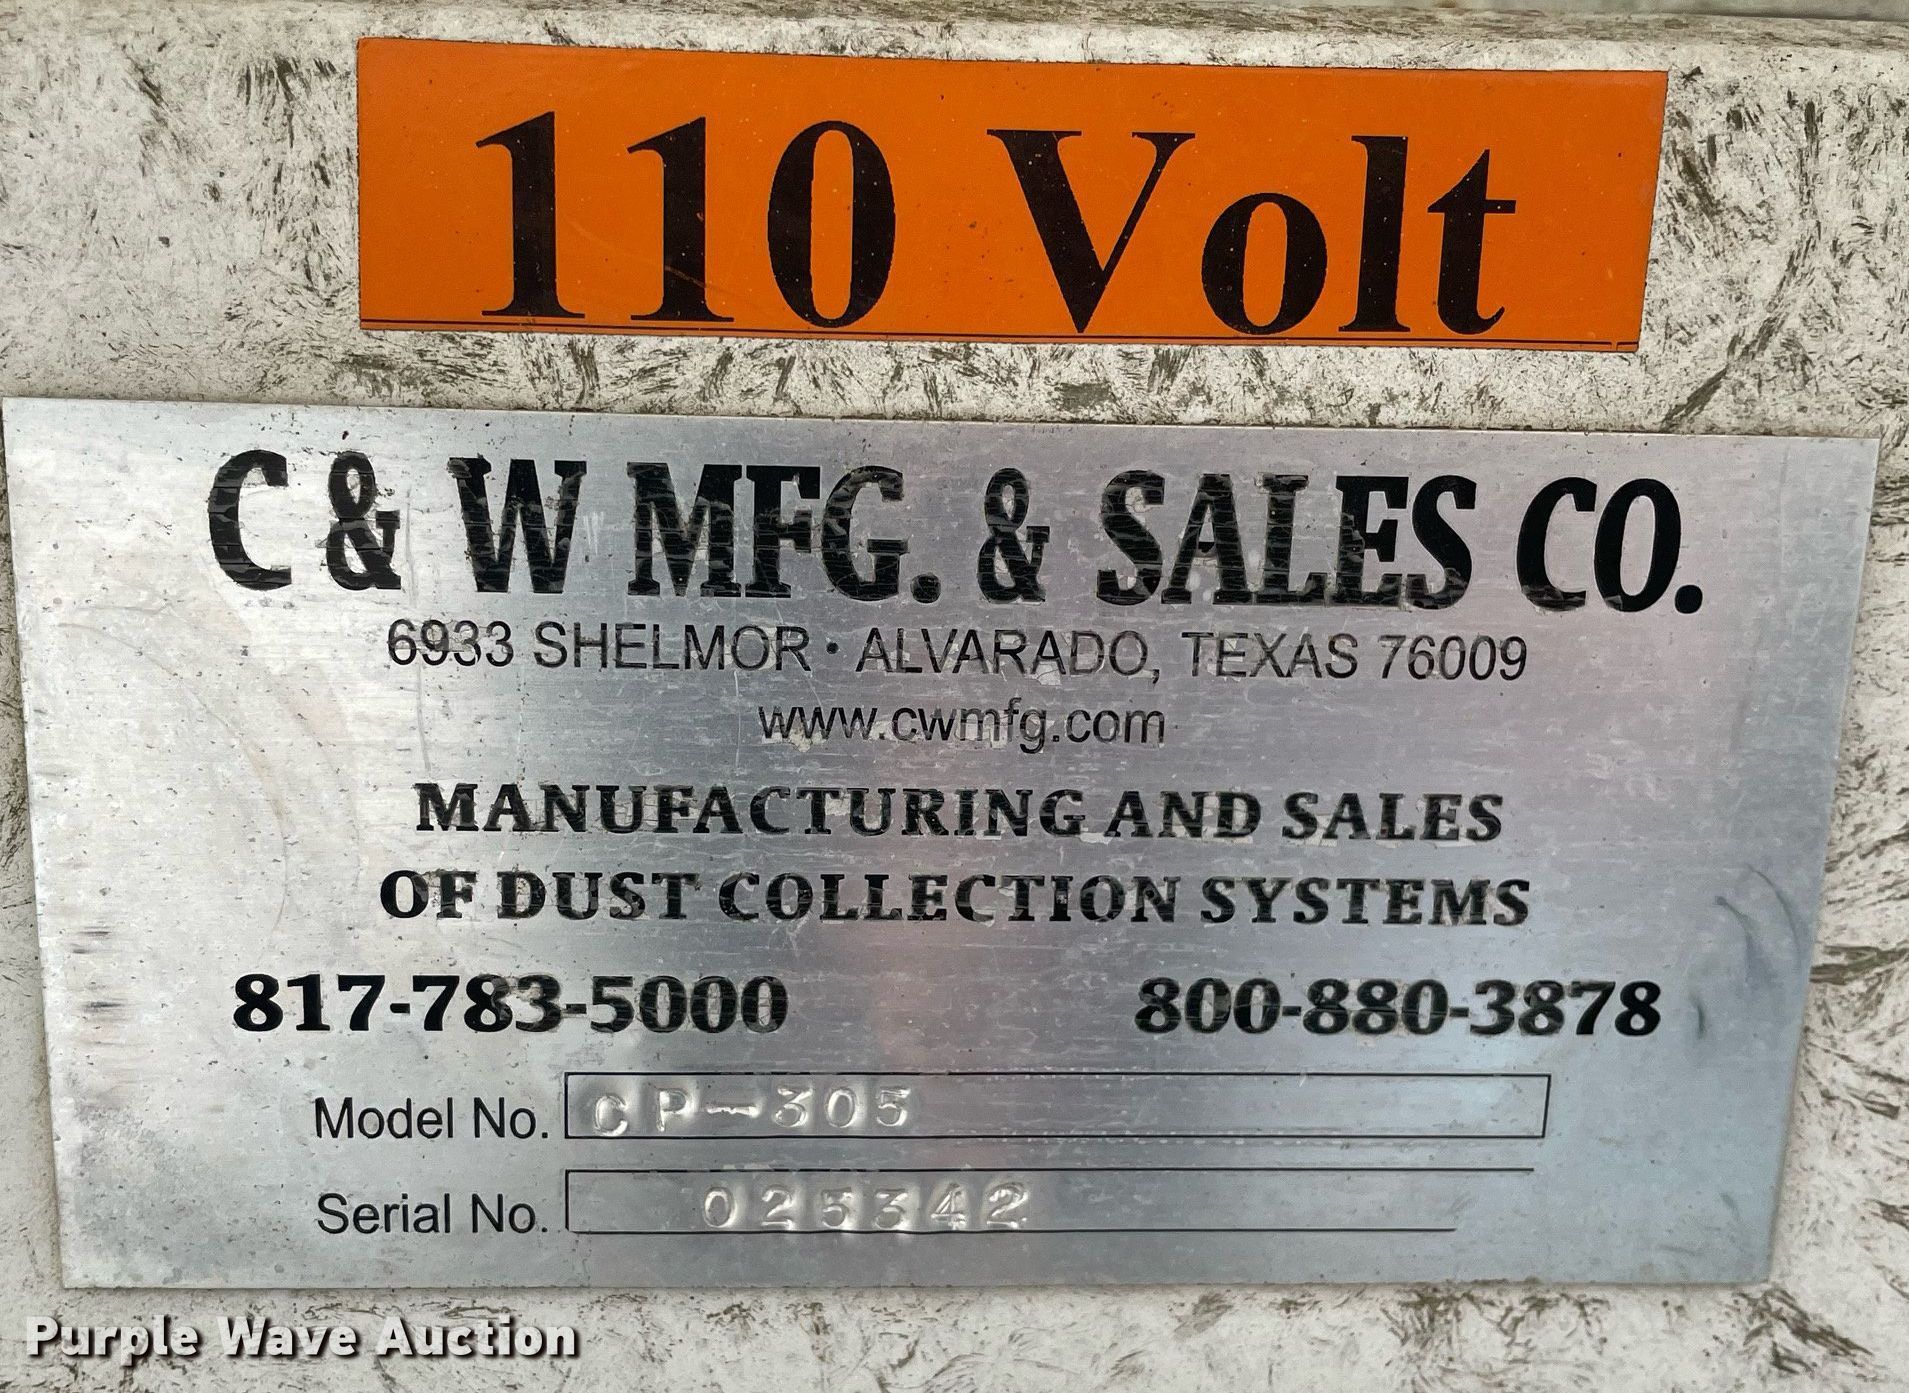 110 Volt
C & W MFG. & SALES CO.
6933 SHELMOR · ALVARADO, TEXAS 76009
www.cwmfg.com
MANUFACTURING AND SALES
OF DUST COLLECTION SYSTEMS
817-783-5000 800-880-3878
Model No. CP-305
Serial No. 025342
Purple Wave Auction